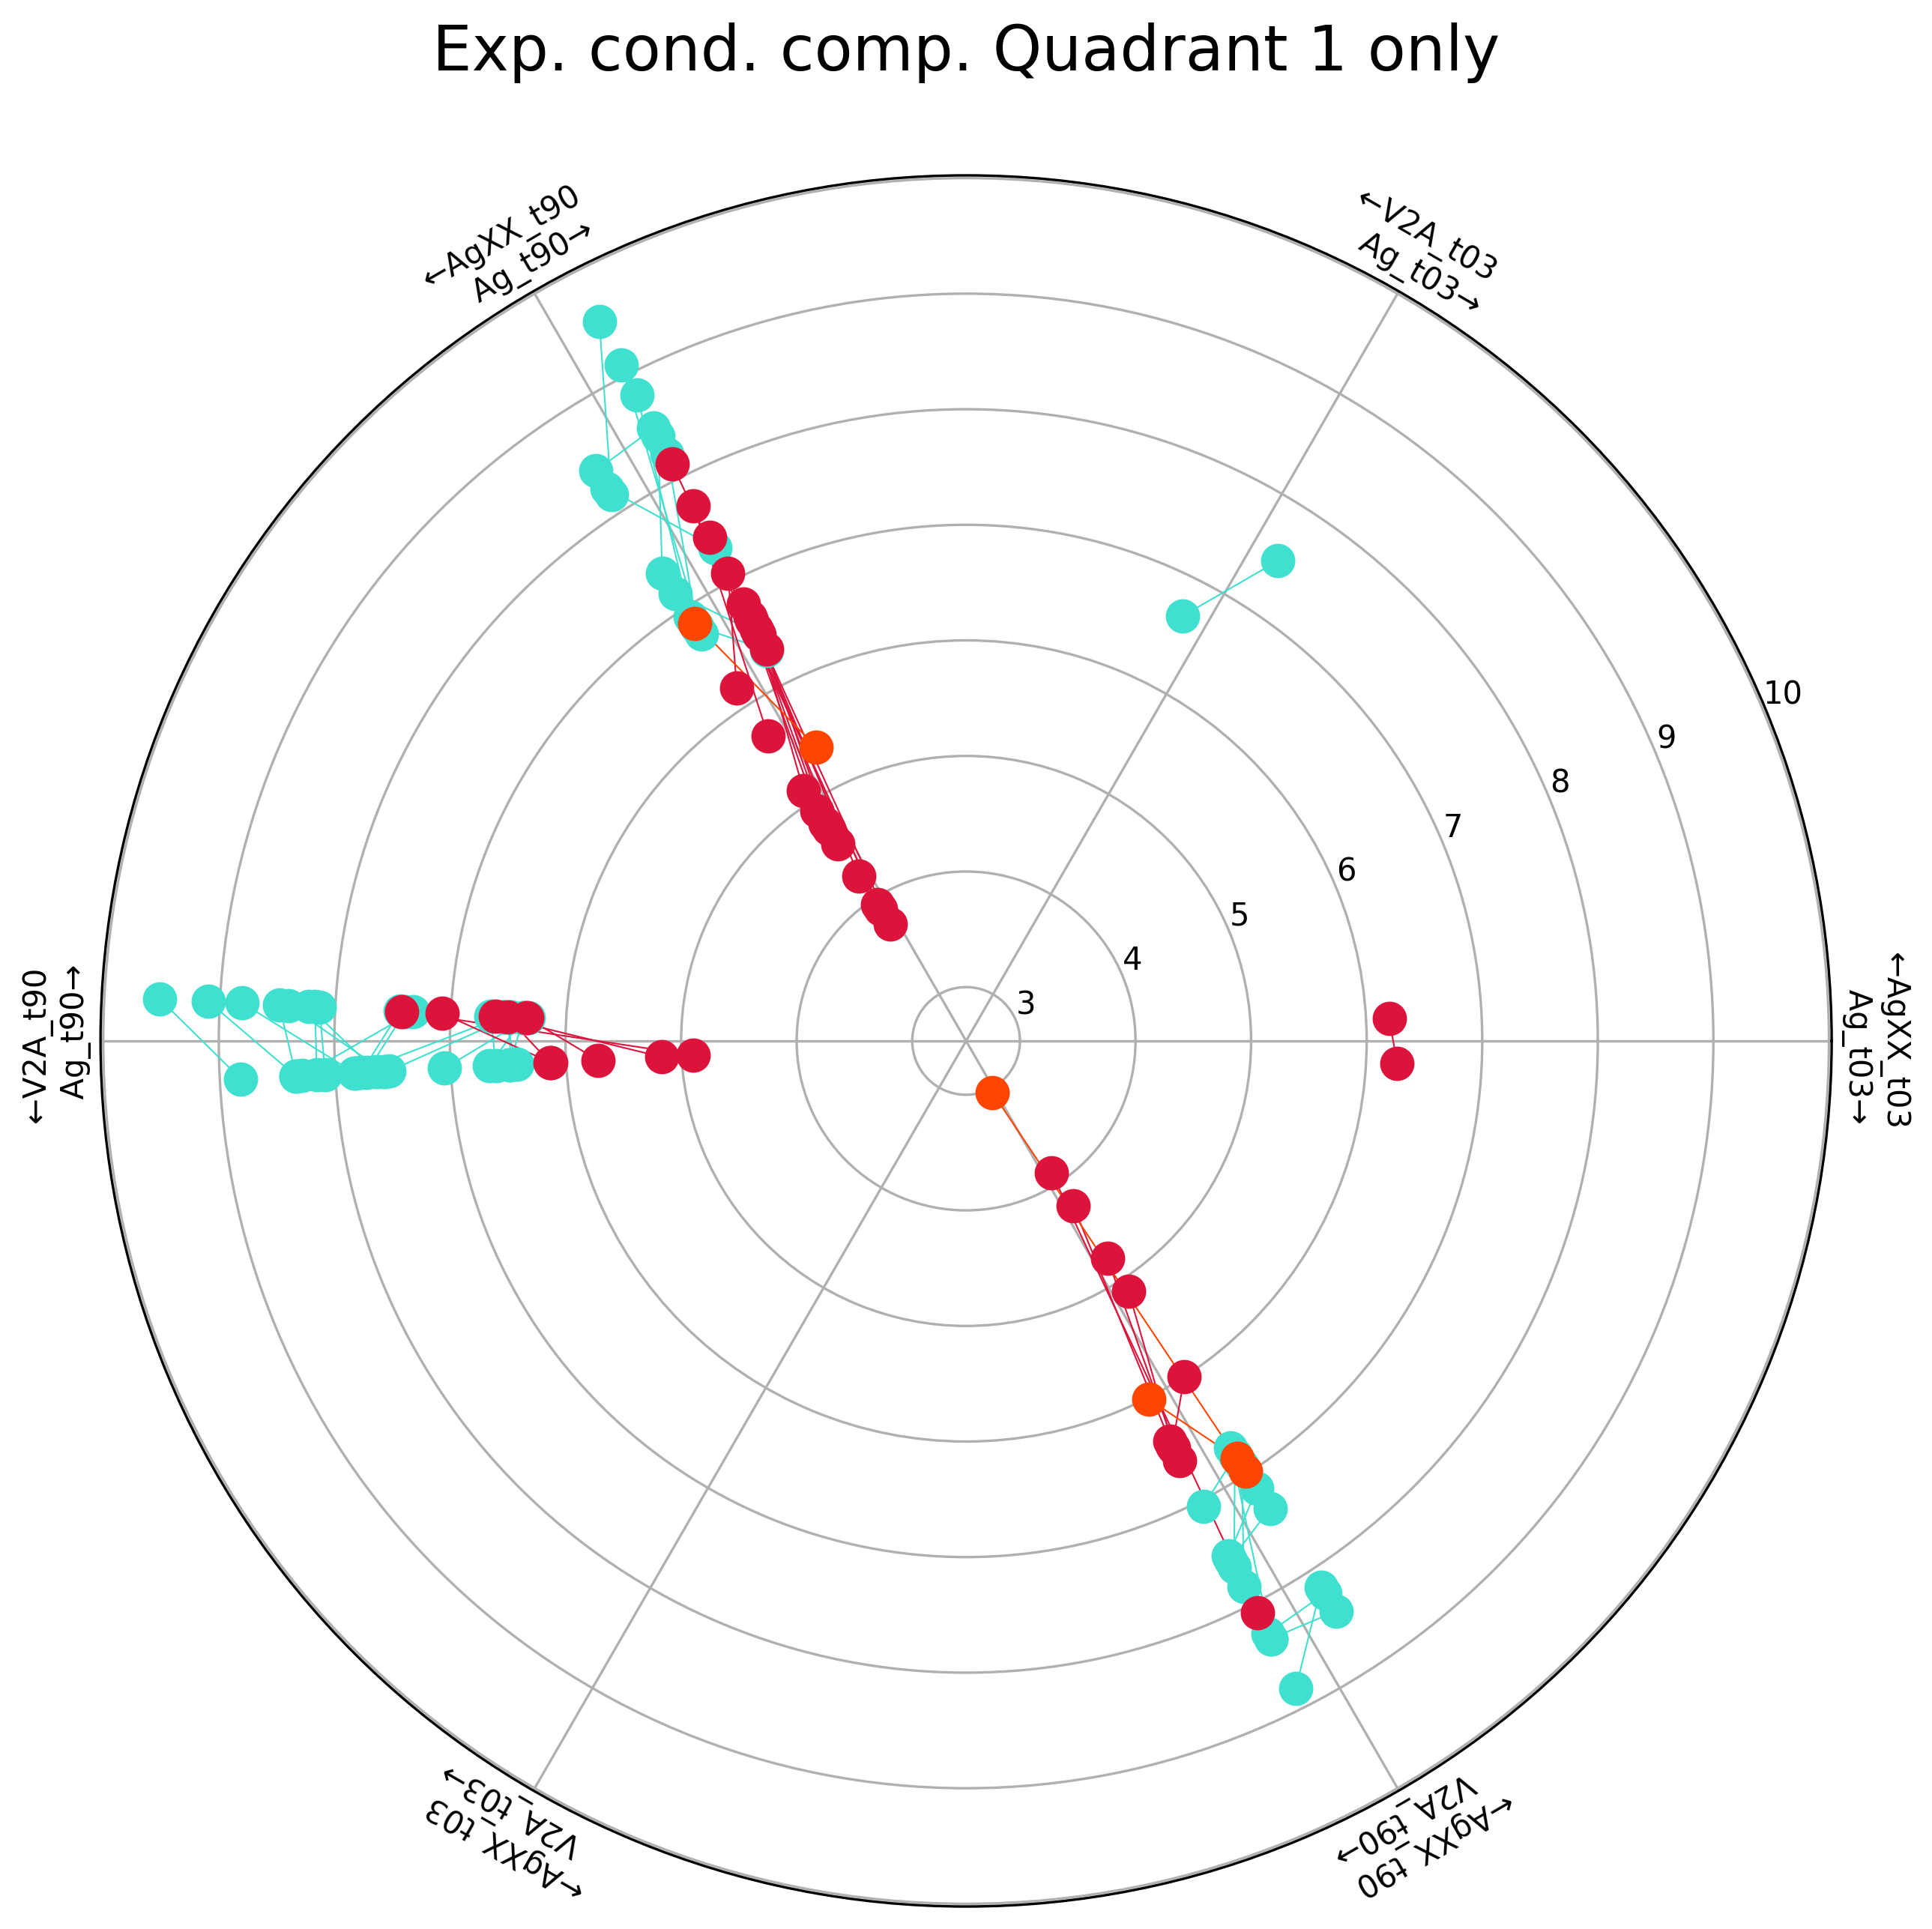 Exp. cond. comp. Quadrant 1 only
←AgXX_t90
Ag_t90→
←V2A_t03
Ag_t03→
10
9
8
7
6
5
4
3
←V2A_t90
Ag_t90→
←AgXX_t03
Ag_t03→
V2A_t03→
←AgXX_t03
V2A_t90→
←AgXX_t90